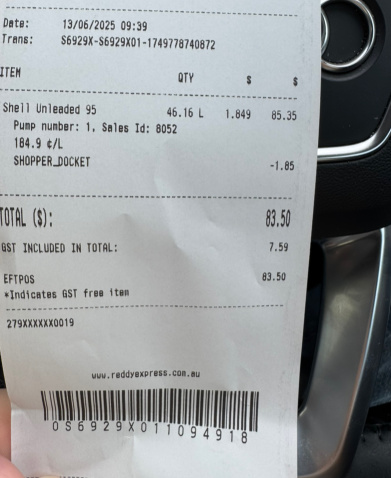 Date: 13/06/2025 09:39
Trans: S6929X-S6929X01-1749778740872
ITEM QTY $ $
Shell Unleaded 95 46.16 L 1.849 85.35
Pump number: 1, Sales Id: 8052
184.9 ¢/L
SHOPPER_DOCKET -1.85
TOTAL ($): 83.50
GST INCLUDED IN TOTAL: 7.59
EFTPOS 83.50
*Indicates GST free item
279XXXXXX0019
www.reddyexpress.com.au
0S6929X011094918